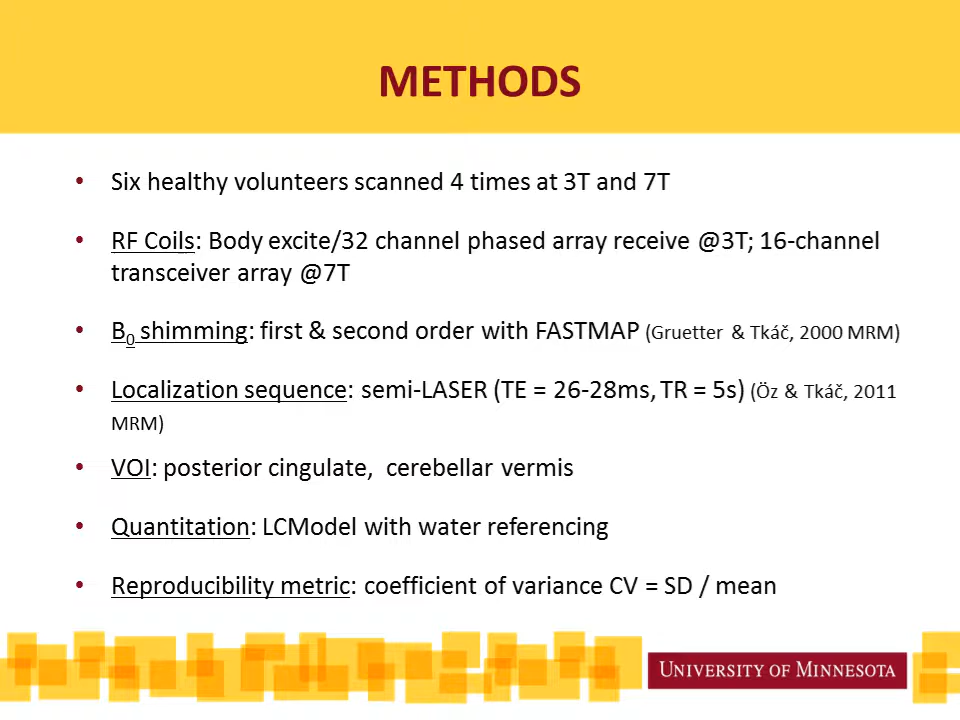 METHODS
• Six healthy volunteers scanned 4 times at 3T and 7T
• RF Coils: Body excite/32 channel phased array receive @3T; 16-channel
transceiver array @7T
• B0 shimming: first & second order with FASTMAP (Gruetter & Tkáč, 2000 MRM)
• Localization sequence: semi-LASER (TE = 26-28ms, TR = 5s) (Öz & Tkáč, 2011
MRM)
• VOI: posterior cingulate, cerebellar vermis
• Quantitation: LCModel with water referencing
• Reproducibility metric: coefficient of variance CV = SD / mean
UNIVERSITY OF MINNESOTA